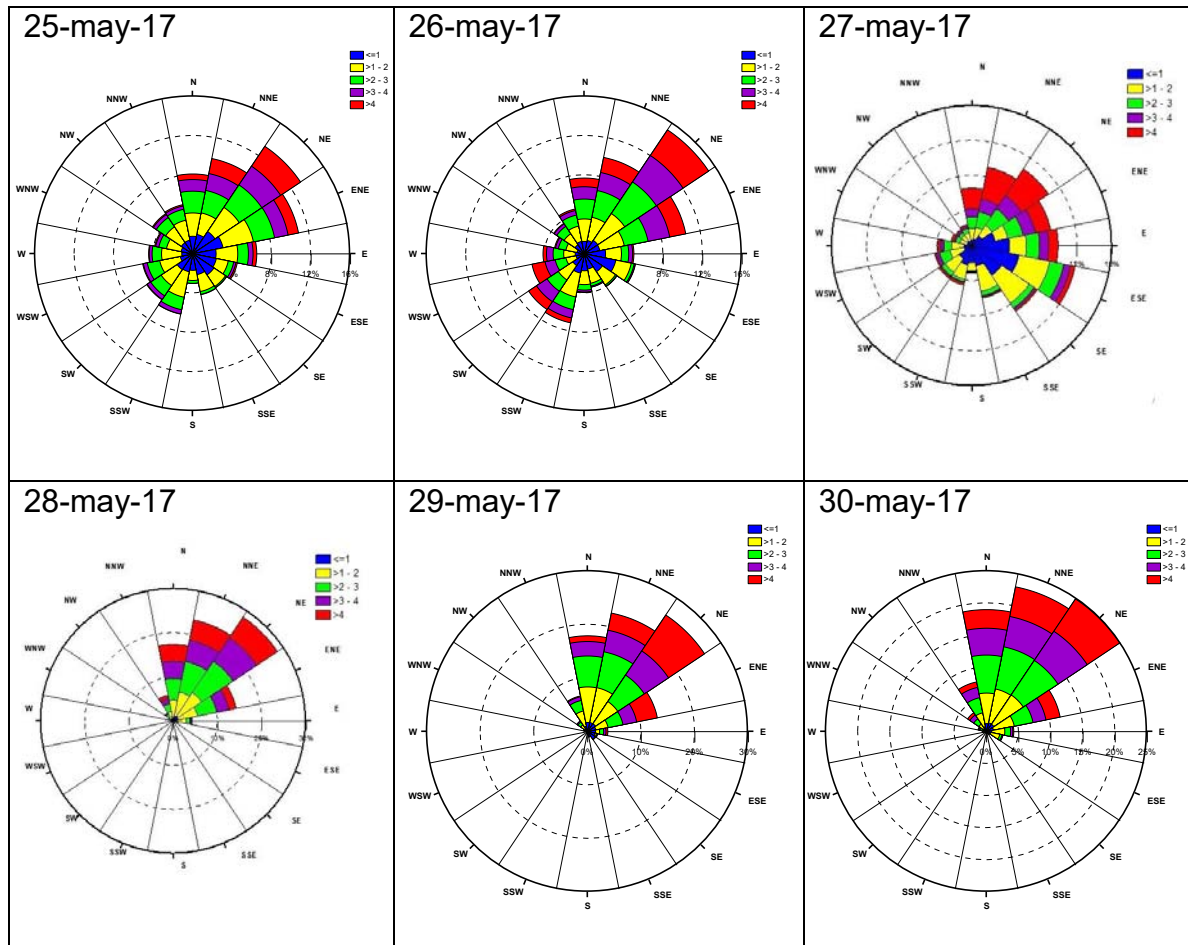 25-may-17
<=1
>1 - 2
>2 - 3
>3 - 4
>4
N
NNW
NNE
NW
NE
WNW
ENE
W
E
8%
12%
16%
WSW
ESE
SW
SE
SSW
SSE
S
26-may-17
<=1
>1 - 2
>2 - 3
>3 - 4
>4
N
NNW
NNE
NW
NE
WNW
ENE
W
E
8%
12%
16%
WSW
ESE
SW
SE
SSW
SSE
S
27-may-17
<=1
>1 - 2
>2 - 3
>3 - 4
>4
N
NNW
NNE
NW
NE
WNW
ENE
W
E
WSW
ESE
SW
SE
SSW
SSE
S
28-may-17
<=1
>1 - 2
>2 - 3
>3 - 4
>4
N
NNW
NNE
NW
NE
WNW
ENE
W
E
0%
10%
20%
30%
WSW
ESE
SW
SE
SSW
SSE
S
29-may-17
<=1
>1 - 2
>2 - 3
>3 - 4
>4
N
NNW
NNE
NW
NE
WNW
ENE
W
E
0%
10%
20%
30%
WSW
ESE
SW
SE
SSW
SSE
S
30-may-17
<=1
>1 - 2
>2 - 3
>3 - 4
>4
N
NNW
NNE
NW
NE
WNW
ENE
W
E
0%
5%
10%
15%
20%
25%
WSW
ESE
SW
SE
SSW
SSE
S